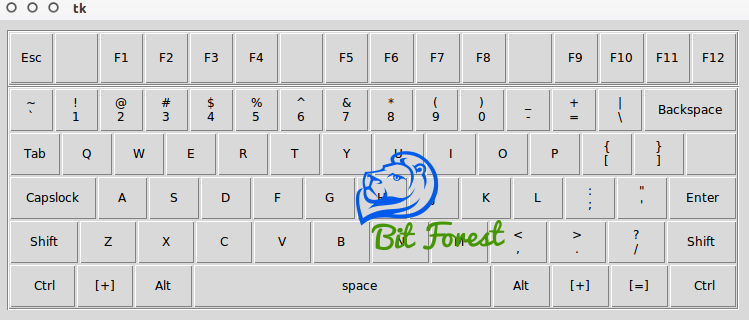 tk
Esc F1 F2 F3 F4 F5 F6 F7 F8 F9 F10 F11 F12
~ ! @ # $ % ^ & * ( ) _ + |
` 1 2 3 4 5 6 7 8 9 0 - = \ Backspace
Tab Q W E R T Y U I O P { }
[ ]
Capslock A S D F G H J K L : " Enter
; '
Shift Z X C V B N M < > ? Shift
, . /
Ctrl [+] Alt space Alt [+] [=] Ctrl
Bit Forest